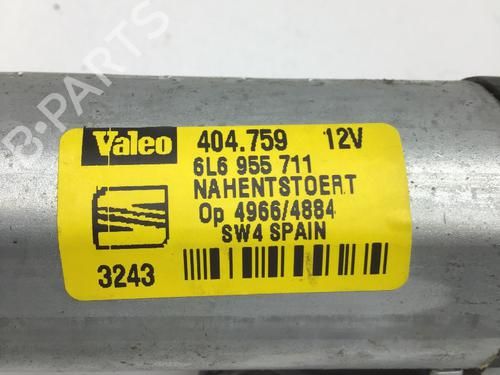 B-PARTS
Valeo 404.759 12V
6L6 955 711
NAHENTSTOERT
Op 4966/4884
SW4 SPAIN
3243